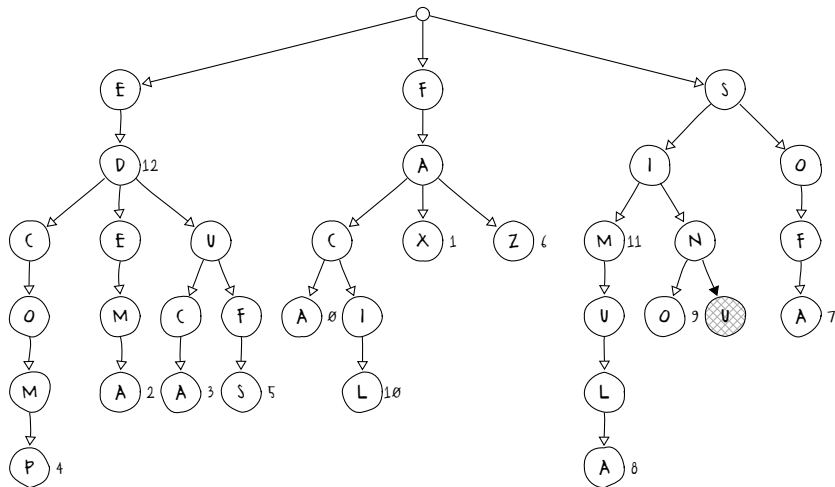 E F S
D 12 A I O
C E U C X 1 Z 6 M 11 N F
O M C F A 0 I U O 9 U A 7
M A 2 A 3 S 5 L 10 L
P 4 A 8